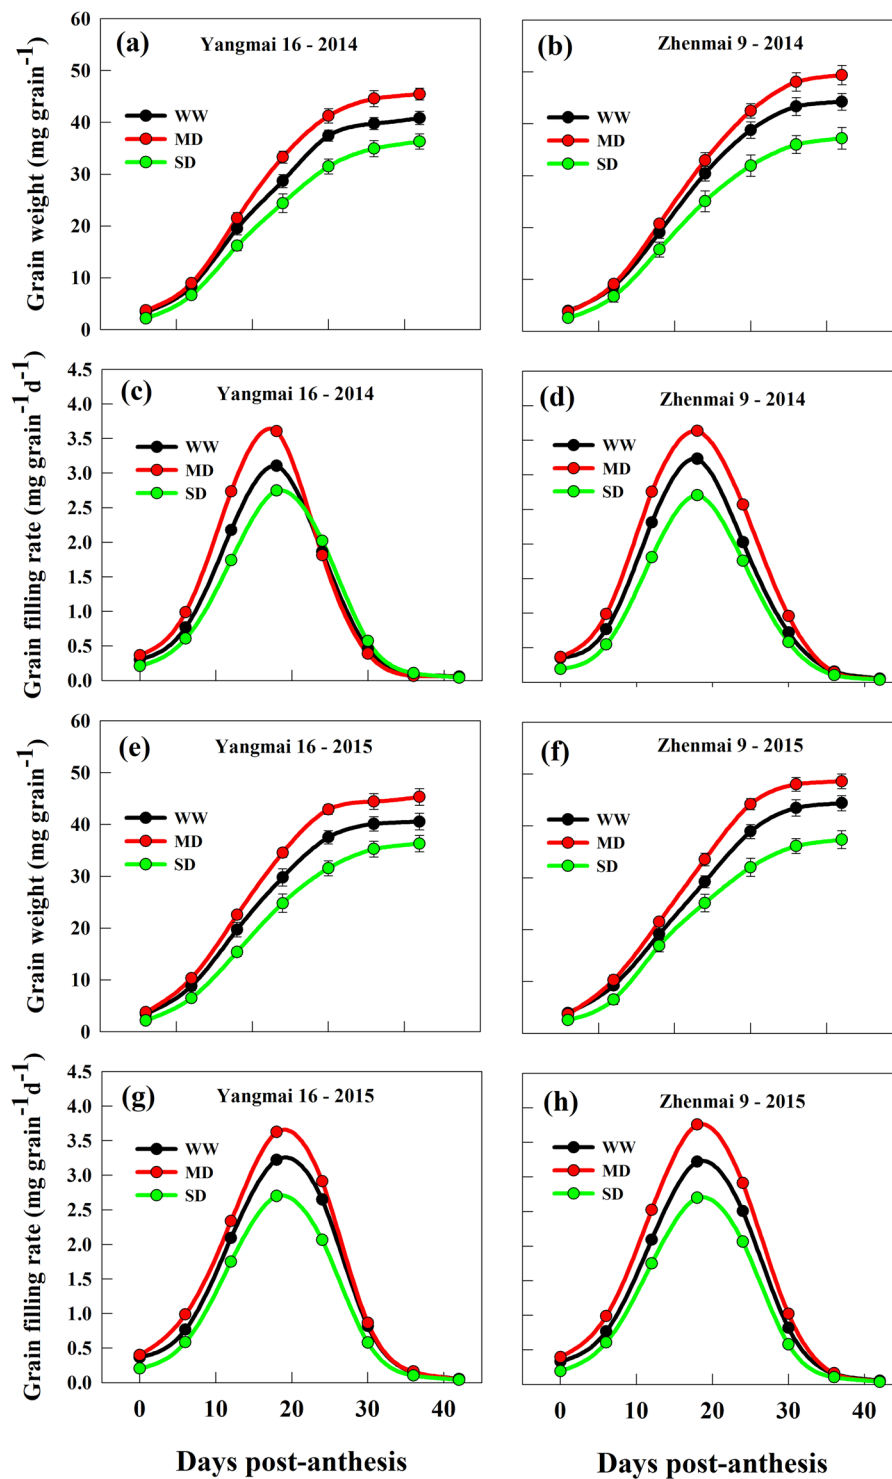 (a) Yangmai 16 - 2014
60
50
40
30
20
10
0
Grain weight (mg grain⁻¹)
WW
MD
SD
(b) Zhenmai 9 - 2014
WW
MD
SD
(c) Yangmai 16 - 2014
4.5
4.0
3.5
3.0
2.5
2.0
1.5
1.0
0.5
0.0
Grain filling rate (mg grain⁻¹d⁻¹)
WW
MD
SD
(d) Zhenmai 9 - 2014
WW
MD
SD
(e) Yangmai 16 - 2015
60
50
40
30
20
10
0
Grain weight (mg grain⁻¹)
WW
MD
SD
(f) Zhenmai 9 - 2015
WW
MD
SD
(g) Yangmai 16 - 2015
4.5
4.0
3.5
3.0
2.5
2.0
1.5
1.0
0.5
0.0
Grain filling rate (mg grain⁻¹d⁻¹)
WW
MD
SD
0 10 20 30 40
Days post-anthesis
(h) Zhenmai 9 - 2015
WW
MD
SD
0 10 20 30 40
Days post-anthesis